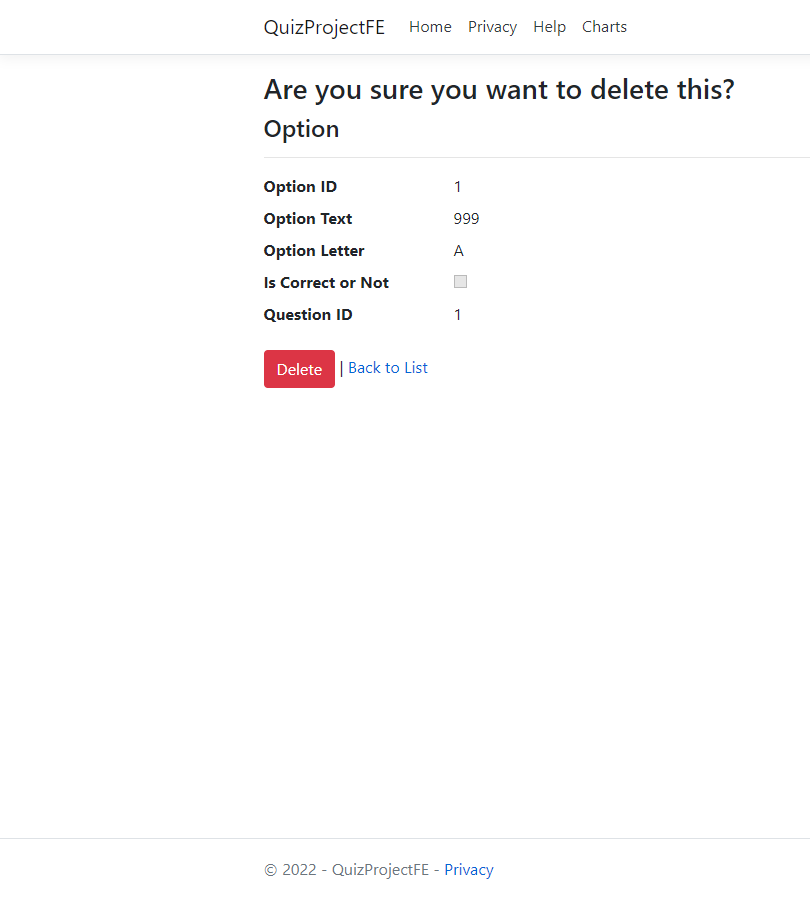 QuizProjectFE Home Privacy Help Charts
Are you sure you want to delete this?
Option
Option ID 1
Option Text 999
Option Letter A
Is Correct or Not
Question ID 1
Delete | Back to List
© 2022 - QuizProjectFE - Privacy